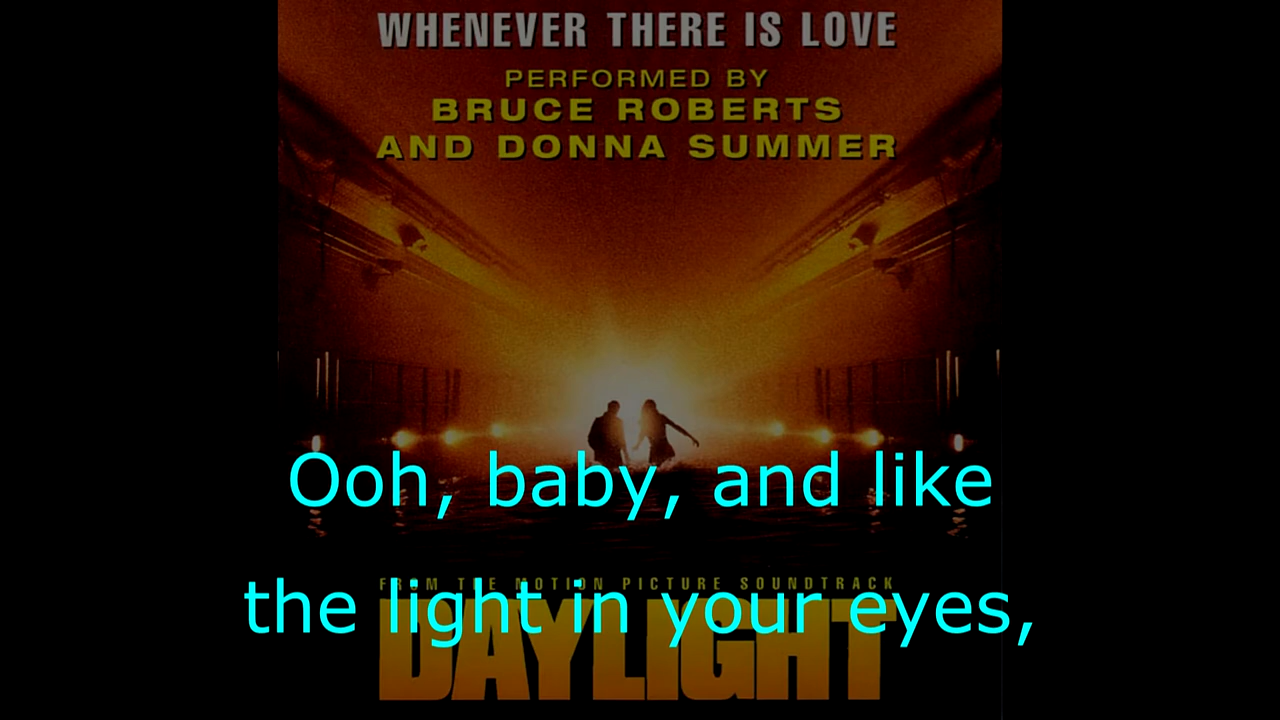 WHENEVER THERE IS LOVE
PERFORMED BY
BRUCE ROBERTS
AND DONNA SUMMER
Ooh, baby, and like
FROM THE MOTION PICTURE SOUNDTRACK
the light in your eyes,
DAYLIGHT